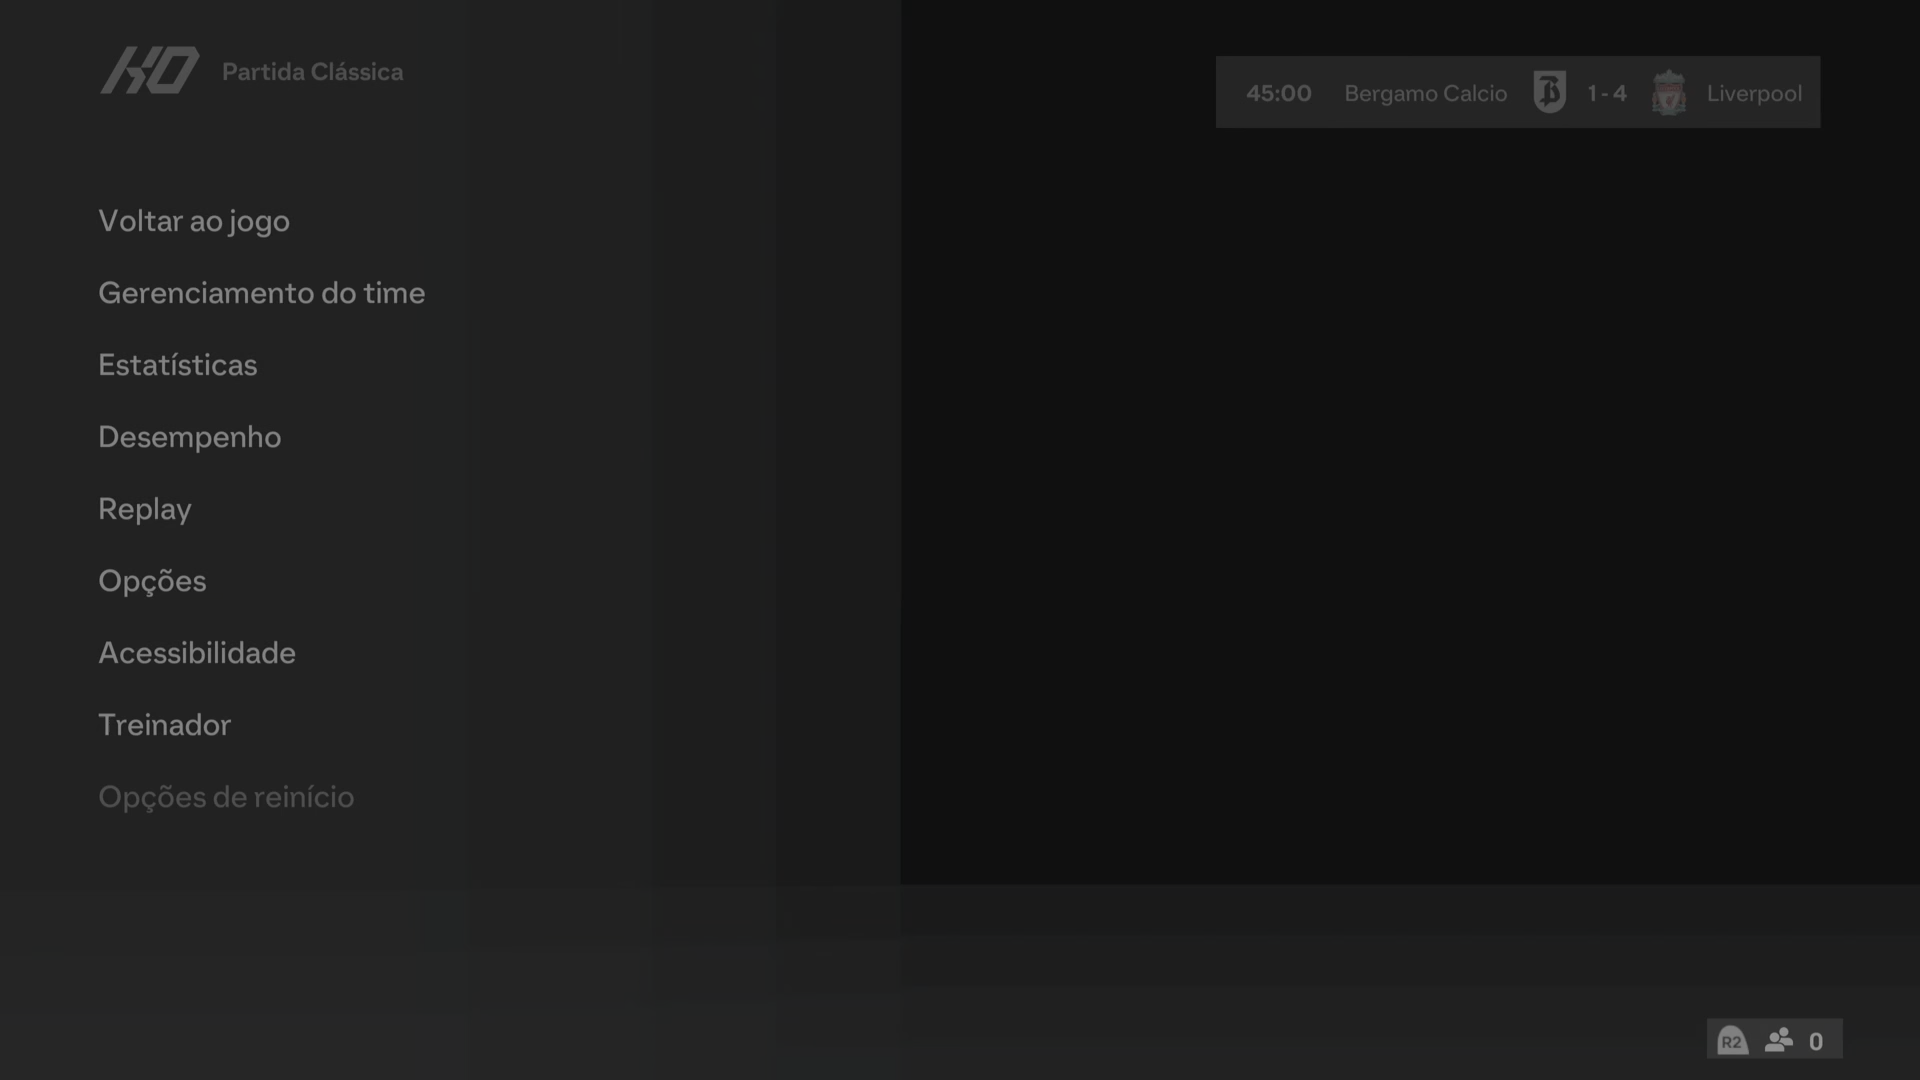 KO Partida Clássica
45:00 Bergamo Calcio B 1 - 4 Liverpool
Voltar ao jogo
Gerenciamento do time
Estatísticas
Desempenho
Replay
Opções
Acessibilidade
Treinador
Opções de reinício
R2 0